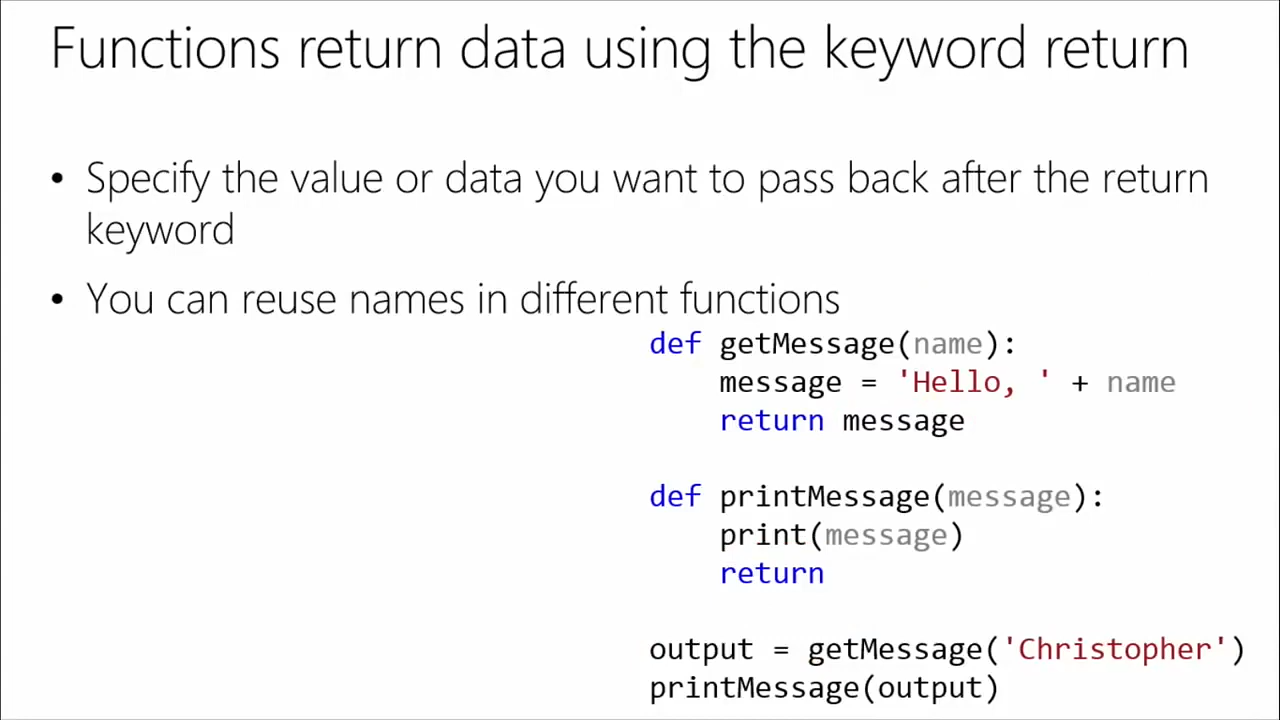 Functions return data using the keyword return
• Specify the value or data you want to pass back after the return
keyword
• You can reuse names in different functions
def getMessage(name):
    message = 'Hello, ' + name
    return message
def printMessage(message):
    print(message)
    return
output = getMessage('Christopher')
printMessage(output)